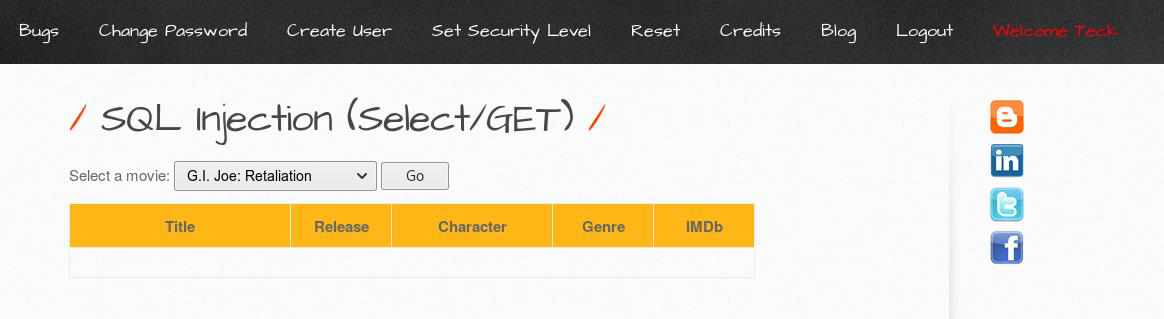 Bugs Change Password Create User Set Security Level Reset Credits Blog Logout Welcome Teck
/ SQL Injection (Select/GET) /
Select a movie: G.I. Joe: Retaliation Go
Title Release Character Genre IMDb